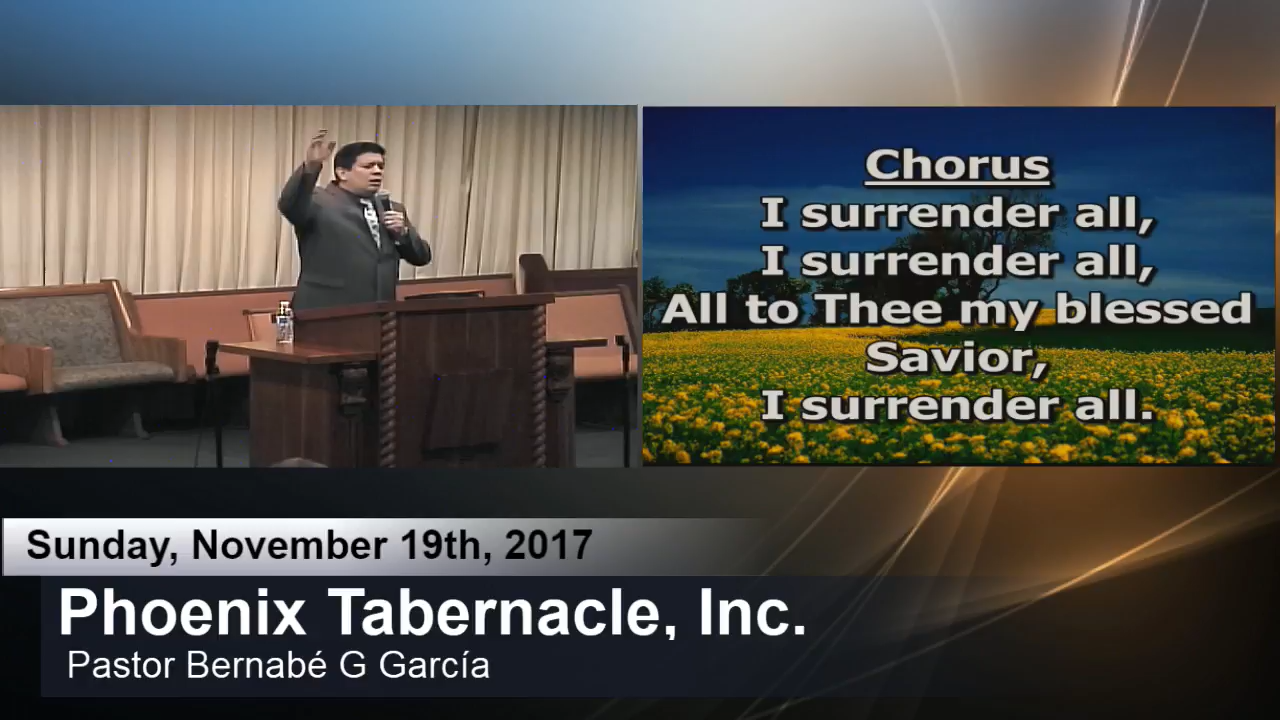 Chorus
I surrender all,
I surrender all,
All to Thee my blessed
Savior,
I surrender all.
Sunday, November 19th, 2017
Phoenix Tabernacle, Inc.
Pastor Bernabé G García